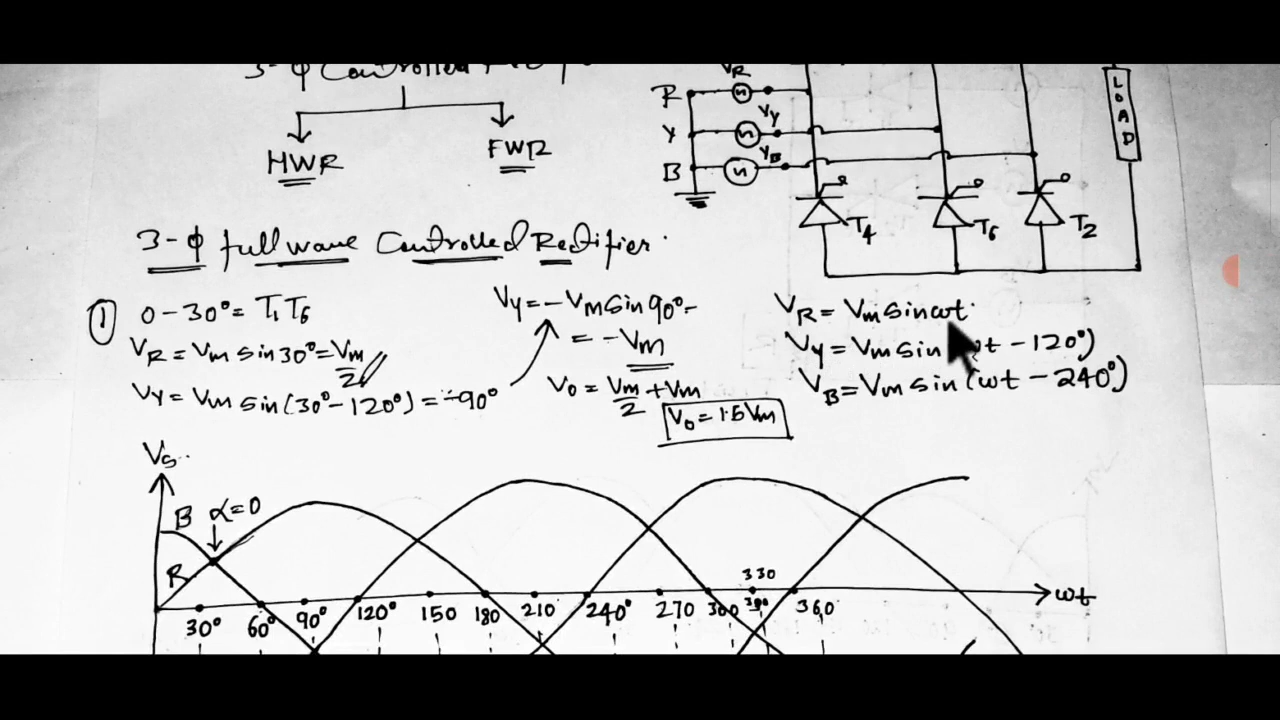 3-φ Controlled
HWR
FWR
R
Y
B
VR
VY
VB
LOAD
T4
T6
T2
3-φ full wave Controlled Rectifier.
① 0-30° = T1 T6
VR = Vm sin 30° = Vm/2
VY = Vm sin(30°-120°) = -90°
VY = -Vm sin 90°
= -Vm
V0 = Vm/2 + Vm
V0 = 1.5Vm
VR = Vm sin ωt.
VY = Vm sin ωt - 120°)
VB = Vm sin (ωt - 240°)
Vs
B α=0
R
330
30° 60° 90° 120° 150 180 210 240° 270 300 360
ωt